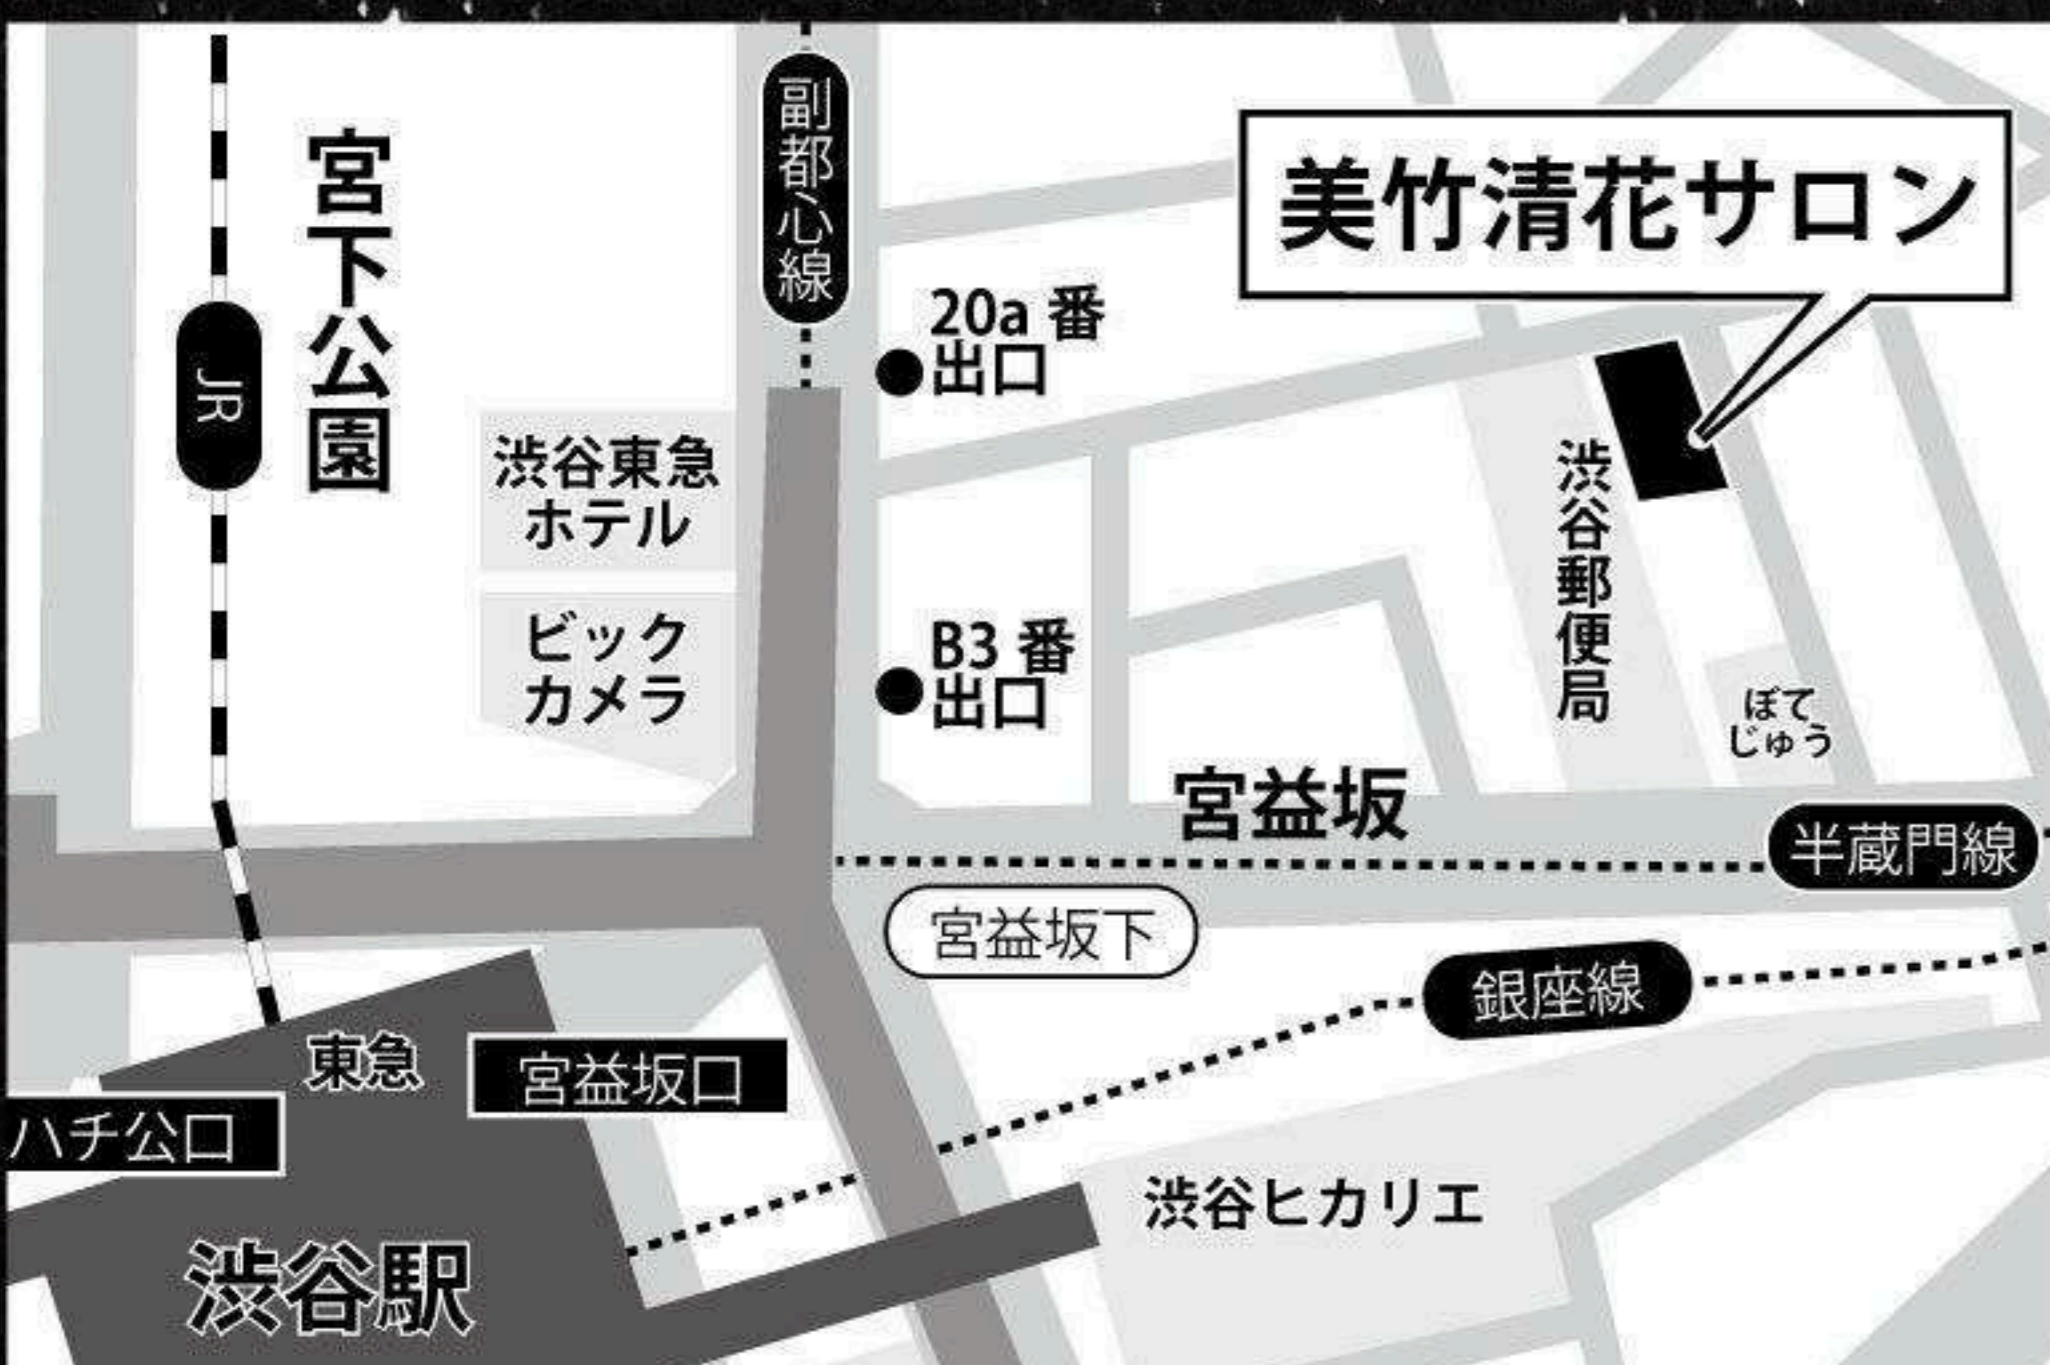 宮下公園
JR
副都心線
美竹清花サロン
20a 番
出口
渋谷東急
ホテル
ビック
カメラ
B3 番
出口
渋谷郵便局
ぼて
じゅう
宮益坂
半蔵門線
宮益坂下
銀座線
東急
宮益坂口
ハチ公口
渋谷ヒカリエ
渋谷駅